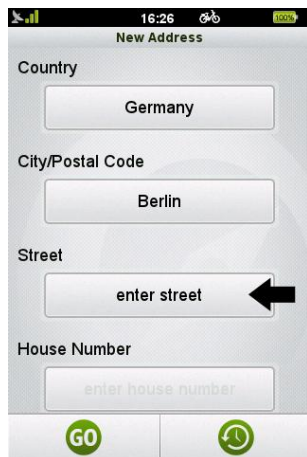 16:26
100%
New Address
Country
Germany
City/Postal Code
Berlin
Street
enter street
House Number
enter house number
GO